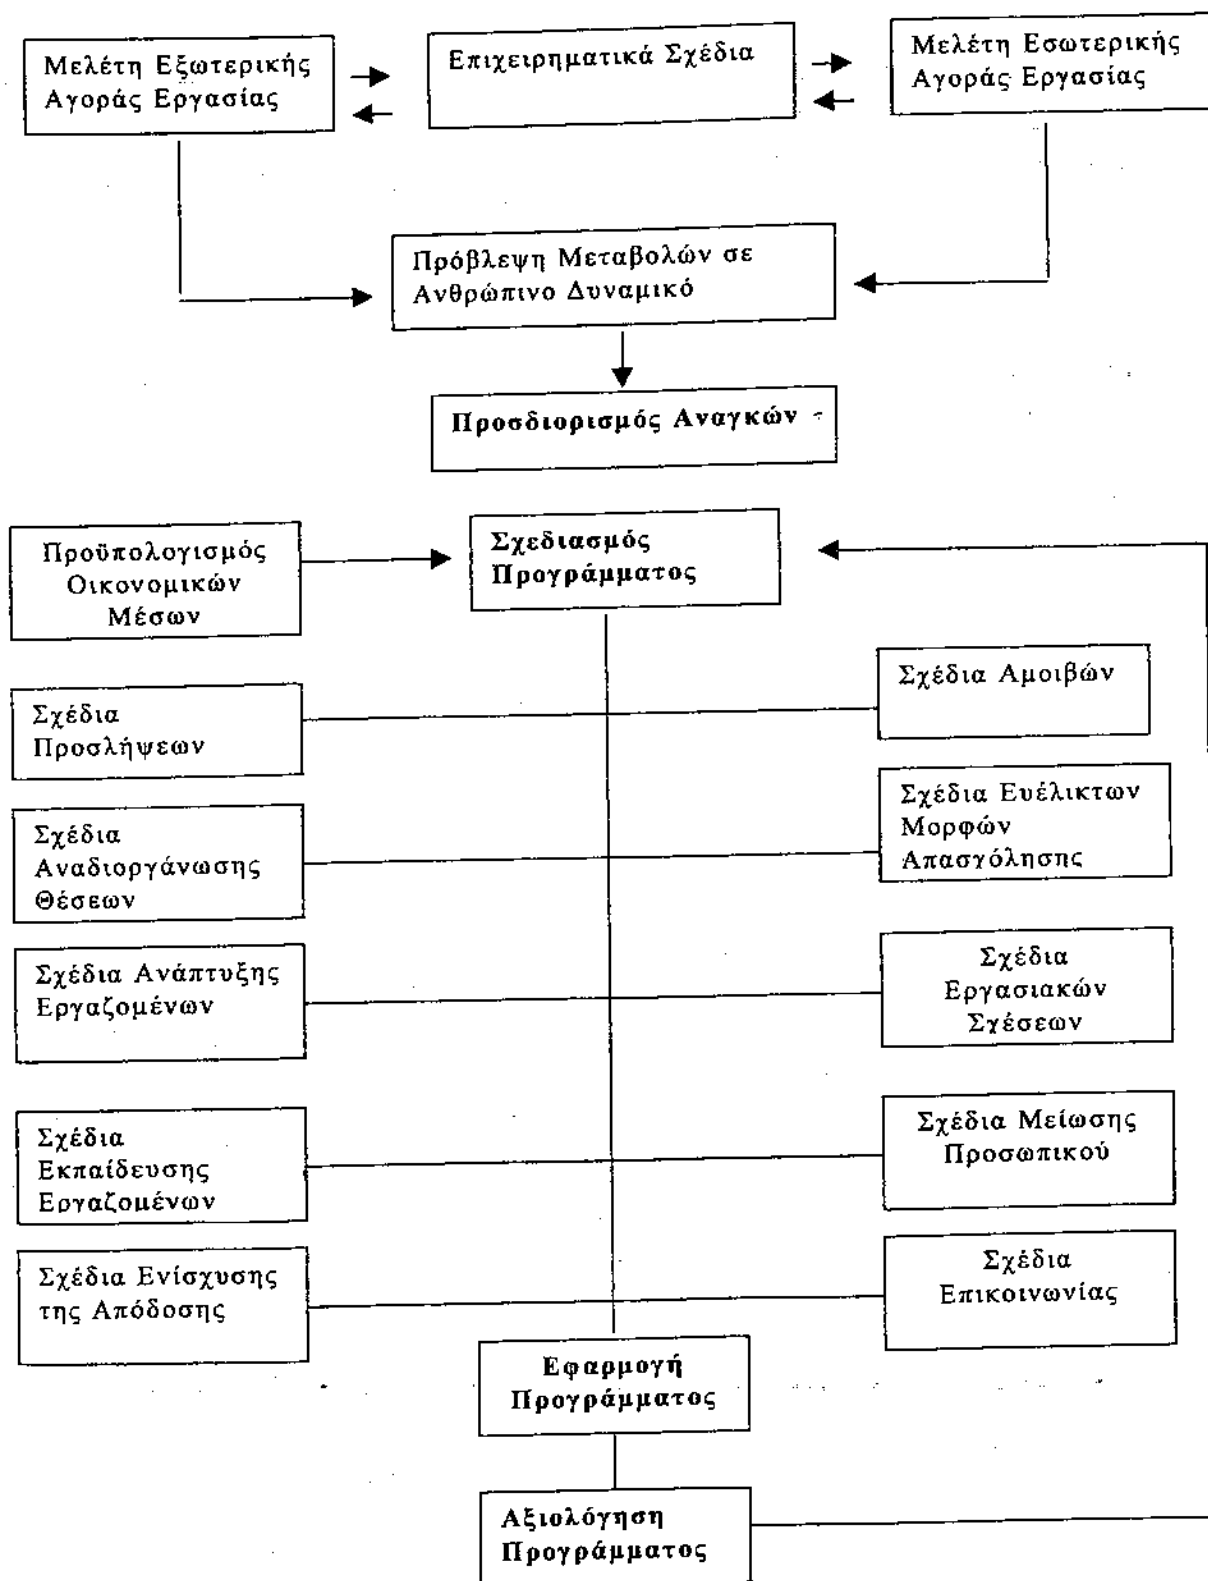 Μελέτη Εξωτερικής
Αγοράς Εργασίας
Επιχειρηματικά Σχέδια
Μελέτη Εσωτερικής
Αγοράς Εργασίας
Πρόβλεψη Μεταβολών σε
Ανθρώπινο Δυναμικό
Προσδιορισμός Αναγκών
Προϋπολογισμός
Οικονομικών
Μέσων
Σχεδιασμός
Προγράμματος
Σχέδια
Προσλήψεων
Σχέδια Αμοιβών
Σχέδια
Αναδιοργάνωσης
Θέσεων
Σχέδια Ευέλικτων
Μορφών
Απασγόλησης
Σχέδια Ανάπτυξης
Εργαζομένων
Σχέδια
Εργασιακών
Σγέσεων
Σχέδια
Εκπαίδευσης
Εργαζομένων
Σχέδια Μείωσης
Προσωπικού
Σχέδια Ενίσχυσης
της Απόδοσης
Σχέδια
Επικοινωνίας
Εφαρμογή
Προγράμματος
Αξιολόγηση
Προγράμματος